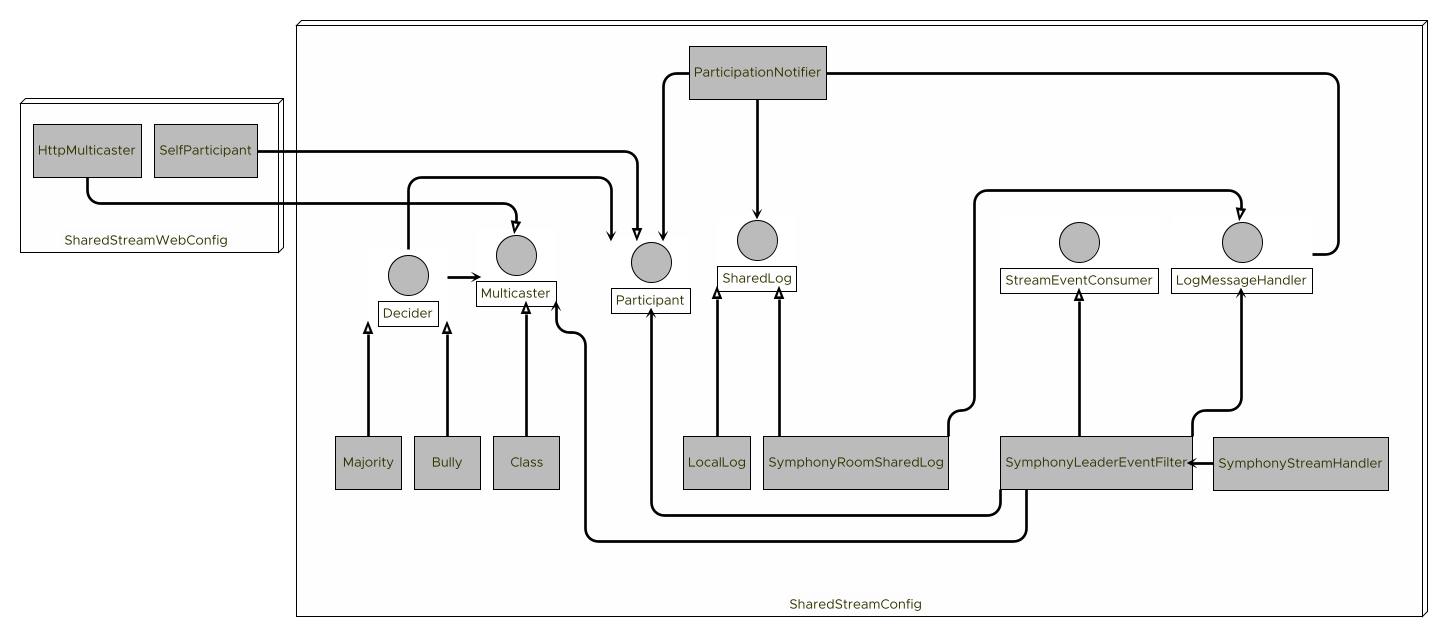 ParticipationNotifier
HttpMulticaster
SelfParticipant
SharedStreamWebConfig
Multicaster
Decider
Participant
SharedLog
StreamEventConsumer
LogMessageHandler
Majority
Bully
Class
LocalLog
SymphonyRoomSharedLog
SymphonyLeaderEventFilter
SymphonyStreamHandler
SharedStreamConfig